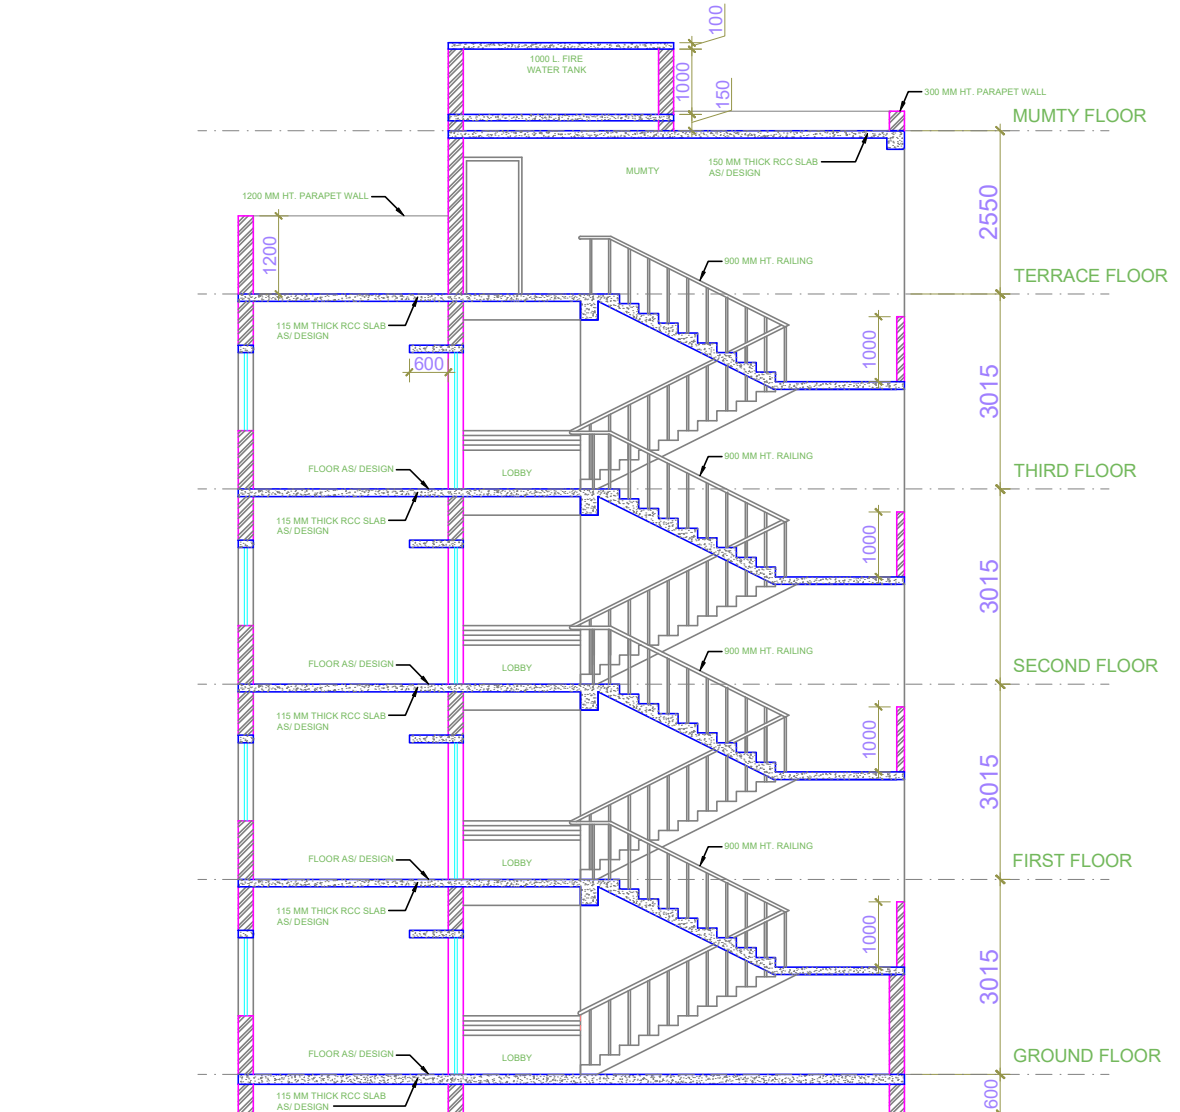 100
1000 L. FIRE
WATER TANK
1000
150
300 MM HT. PARAPET WALL
MUMTY FLOOR
150 MM THICK RCC SLAB
AS/ DESIGN
MUMTY
1200 MM HT. PARAPET WALL
2550
1200
900 MM HT. RAILING
TERRACE FLOOR
115 MM THICK RCC SLAB
AS/ DESIGN
1000
600
3015
FLOOR AS/ DESIGN
LOBBY
900 MM HT. RAILING
THIRD FLOOR
115 MM THICK RCC SLAB
AS/ DESIGN
1000
3015
FLOOR AS/ DESIGN
LOBBY
900 MM HT. RAILING
SECOND FLOOR
115 MM THICK RCC SLAB
AS/ DESIGN
1000
3015
FLOOR AS/ DESIGN
LOBBY
900 MM HT. RAILING
FIRST FLOOR
115 MM THICK RCC SLAB
AS/ DESIGN
1000
3015
FLOOR AS/ DESIGN
LOBBY
GROUND FLOOR
115 MM THICK RCC SLAB
AS/ DESIGN
600